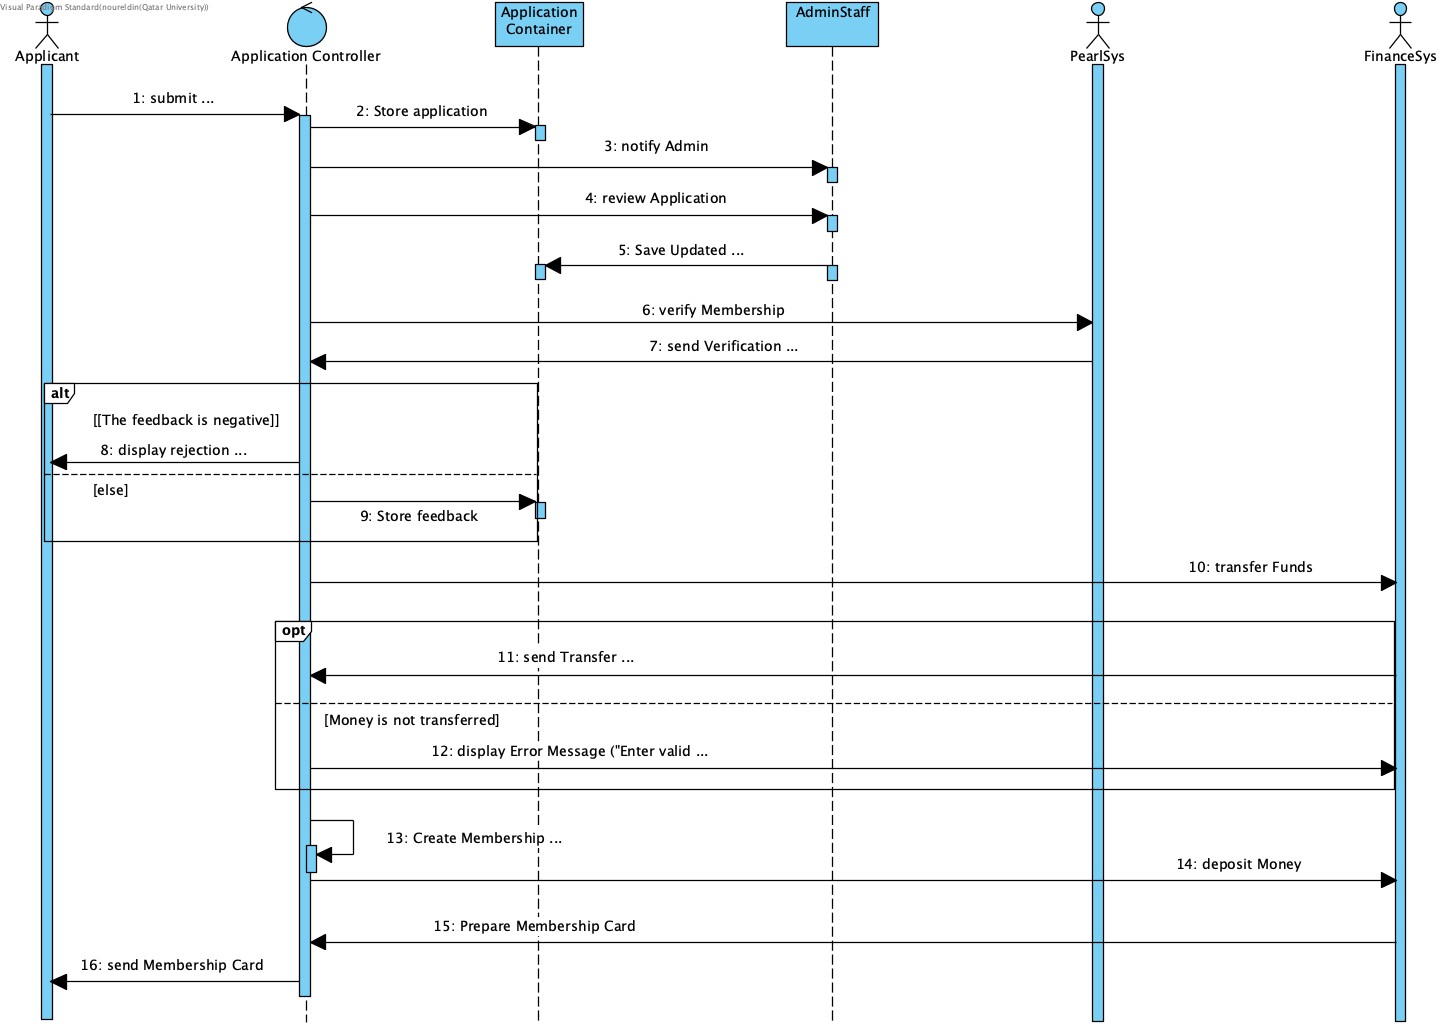 Visual Paradigm Standard(noureldin(Qatar University))
Applicant
Application Controller
Application
Container
AdminStaff
PearlSys
FinanceSys
1: submit ...
2: Store application
3: notify Admin
4: review Application
5: Save Updated ...
6: verify Membership
7: send Verification ...
alt
[[The feedback is negative]]
8: display rejection ...
[else]
9: Store feedback
10: transfer Funds
opt
11: send Transfer ...
[Money is not transferred]
12: display Error Message ("Enter valid ...
13: Create Membership ...
14: deposit Money
15: Prepare Membership Card
16: send Membership Card